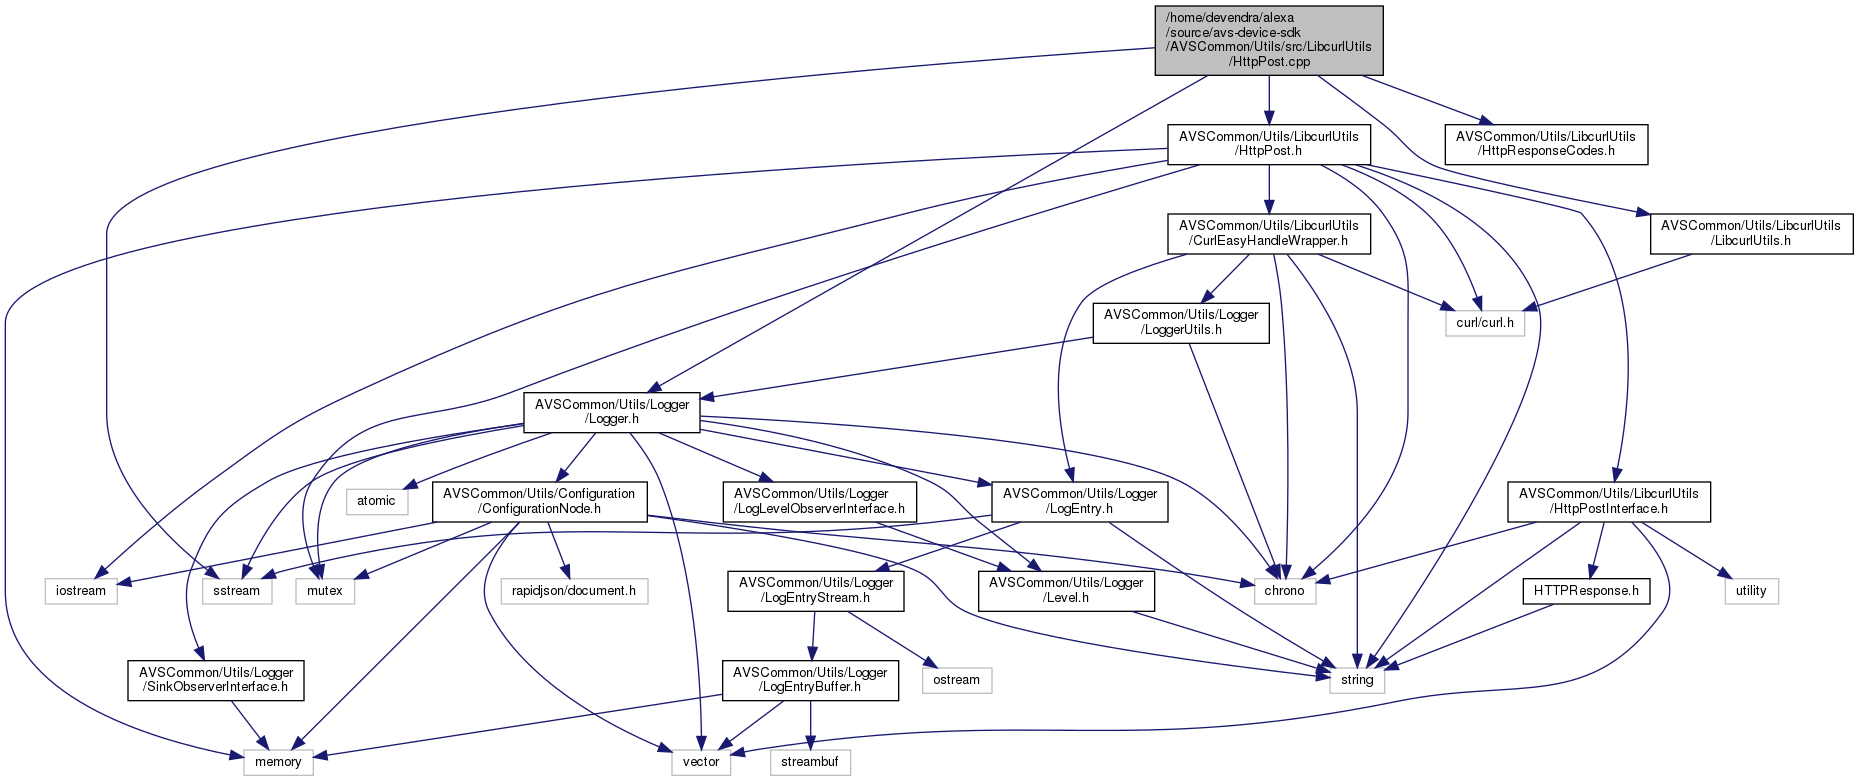 /home/devendra/alexa
/source/avs-device-sdk
/AVSCommon/Utils/src/LibcurlUtils
/HttpPost.cpp
AVSCommon/Utils/LibcurlUtils
/HttpPost.h
AVSCommon/Utils/LibcurlUtils
/HttpResponseCodes.h
AVSCommon/Utils/LibcurlUtils
/CurlEasyHandleWrapper.h
AVSCommon/Utils/LibcurlUtils
/LibcurlUtils.h
AVSCommon/Utils/Logger
/LoggerUtils.h
curl/curl.h
AVSCommon/Utils/Logger
/Logger.h
atomic
AVSCommon/Utils/Configuration
/ConfigurationNode.h
AVSCommon/Utils/Logger
/LogLevelObserverInterface.h
AVSCommon/Utils/Logger
/LogEntry.h
AVSCommon/Utils/LibcurlUtils
/HttpPostInterface.h
iostream
sstream
mutex
rapidjson/document.h
AVSCommon/Utils/Logger
/LogEntryStream.h
AVSCommon/Utils/Logger
/Level.h
chrono
HTTPResponse.h
utility
AVSCommon/Utils/Logger
/SinkObserverInterface.h
AVSCommon/Utils/Logger
/LogEntryBuffer.h
ostream
string
memory
vector
streambuf